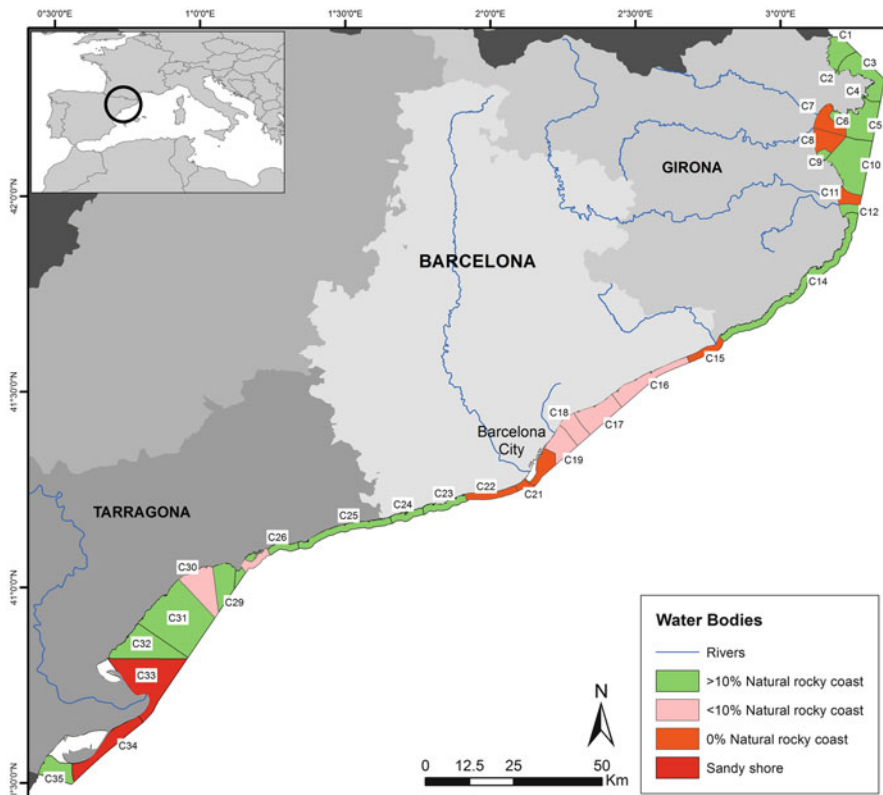 0°30'0"E 1°0'0"E 1°30'0"E 2°0'0"E 2°30'0"E 3°0'0"E
C1
C3
C2
C4
C7
C6
C5
C8
C9
GIRONA
C10
42°0'0"N
C11
C12
BARCELONA
C14
C15
41°30'0"N
C16
C18
C17
Barcelona
City
C19
C23
C22
C21
C24
TARRAGONA
C25
C26
C30
41°0'0"N
C29
C31
Water Bodies
C32
Rivers
C33
>10% Natural rocky coast
N
<10% Natural rocky coast
C34
0% Natural rocky coast
C35
0 12.5 25 50
Km
Sandy shore